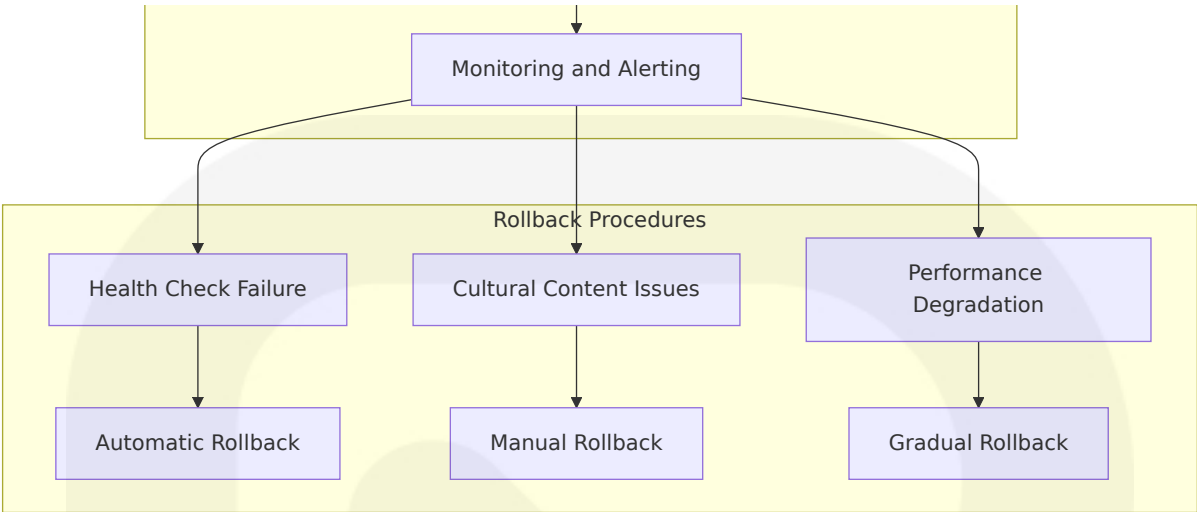 Monitoring and Alerting
Rollback Procedures
Health Check Failure
Cultural Content Issues
Performance
Degradation
Automatic Rollback
Manual Rollback
Gradual Rollback